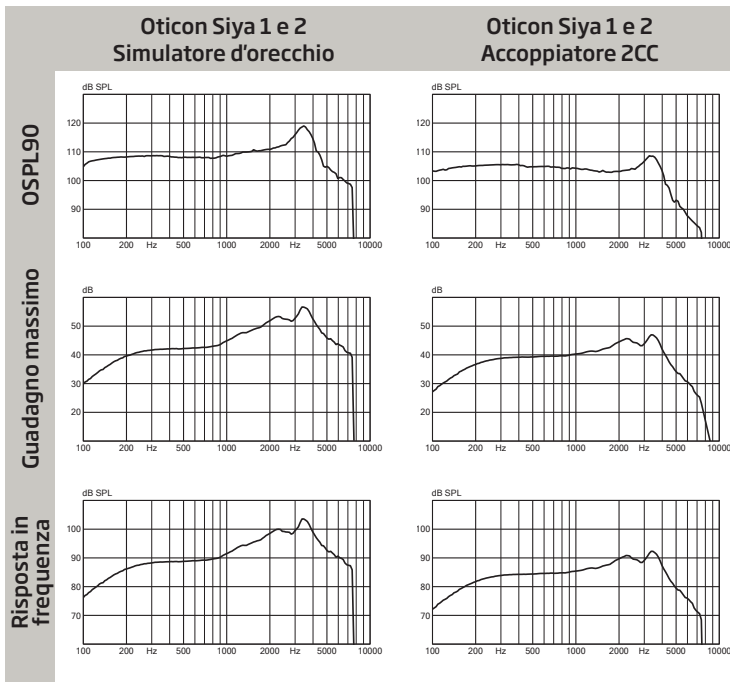 Oticon Siya 1 e 2
Simulatore d'orecchio
Oticon Siya 1 e 2
Accoppiatore 2CC
OSPL90
dB SPL
120
110
100
90
100 200 Hz 500 1000 2000 Hz 5000 10000
dB SPL
120
110
100
90
100 200 Hz 500 1000 2000 Hz 5000 10000
Guadagno massimo
dB
50
40
30
20
100 200 Hz 500 1000 2000 Hz 5000 10000
dB
50
40
30
20
100 200 Hz 500 1000 2000 Hz 5000 10000
Risposta in
frequenza
dB SPL
100
90
80
70
100 200 Hz 500 1000 2000 Hz 5000 10000
dB SPL
100
90
80
70
100 200 Hz 500 1000 2000 Hz 5000 10000